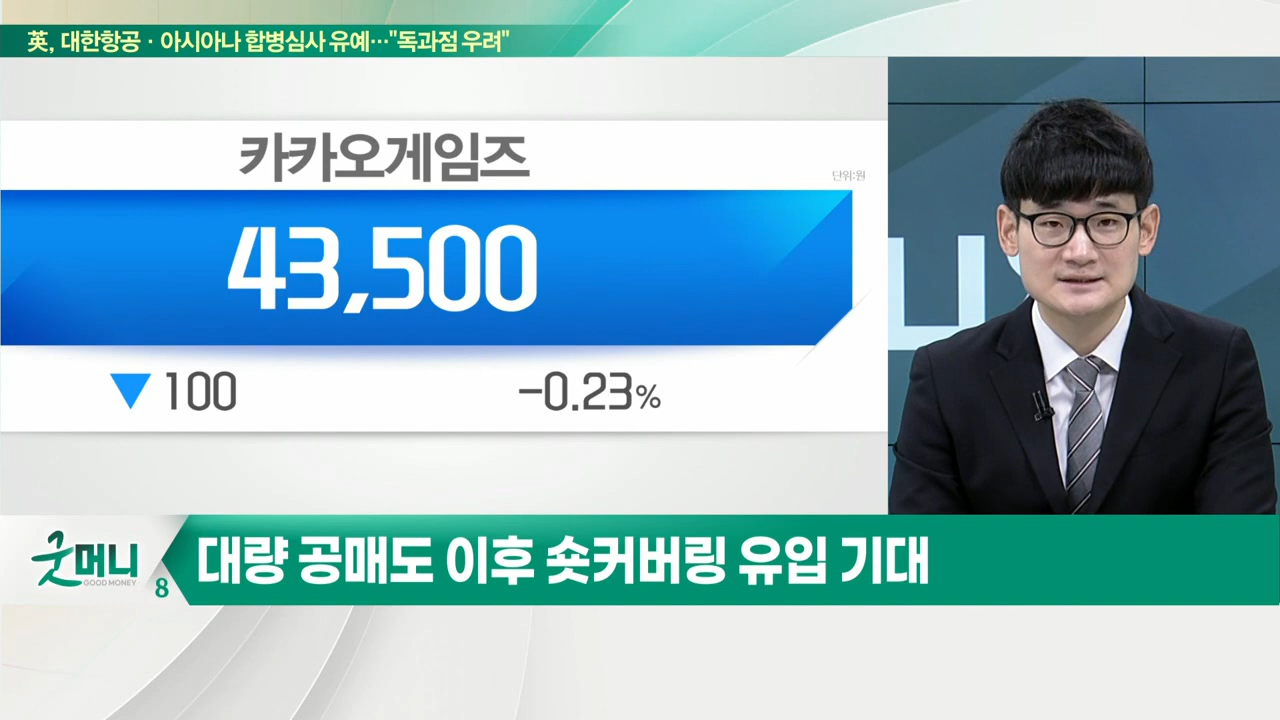 英, 대한항공 · 아시아나 합병심사 유예…"독과점 우려"
카카오게임즈
단위:원
43,500
▼ 100 -0.23%
굿머니
GOOD MONEY
8
대량 공매도 이후 숏커버링 유입 기대